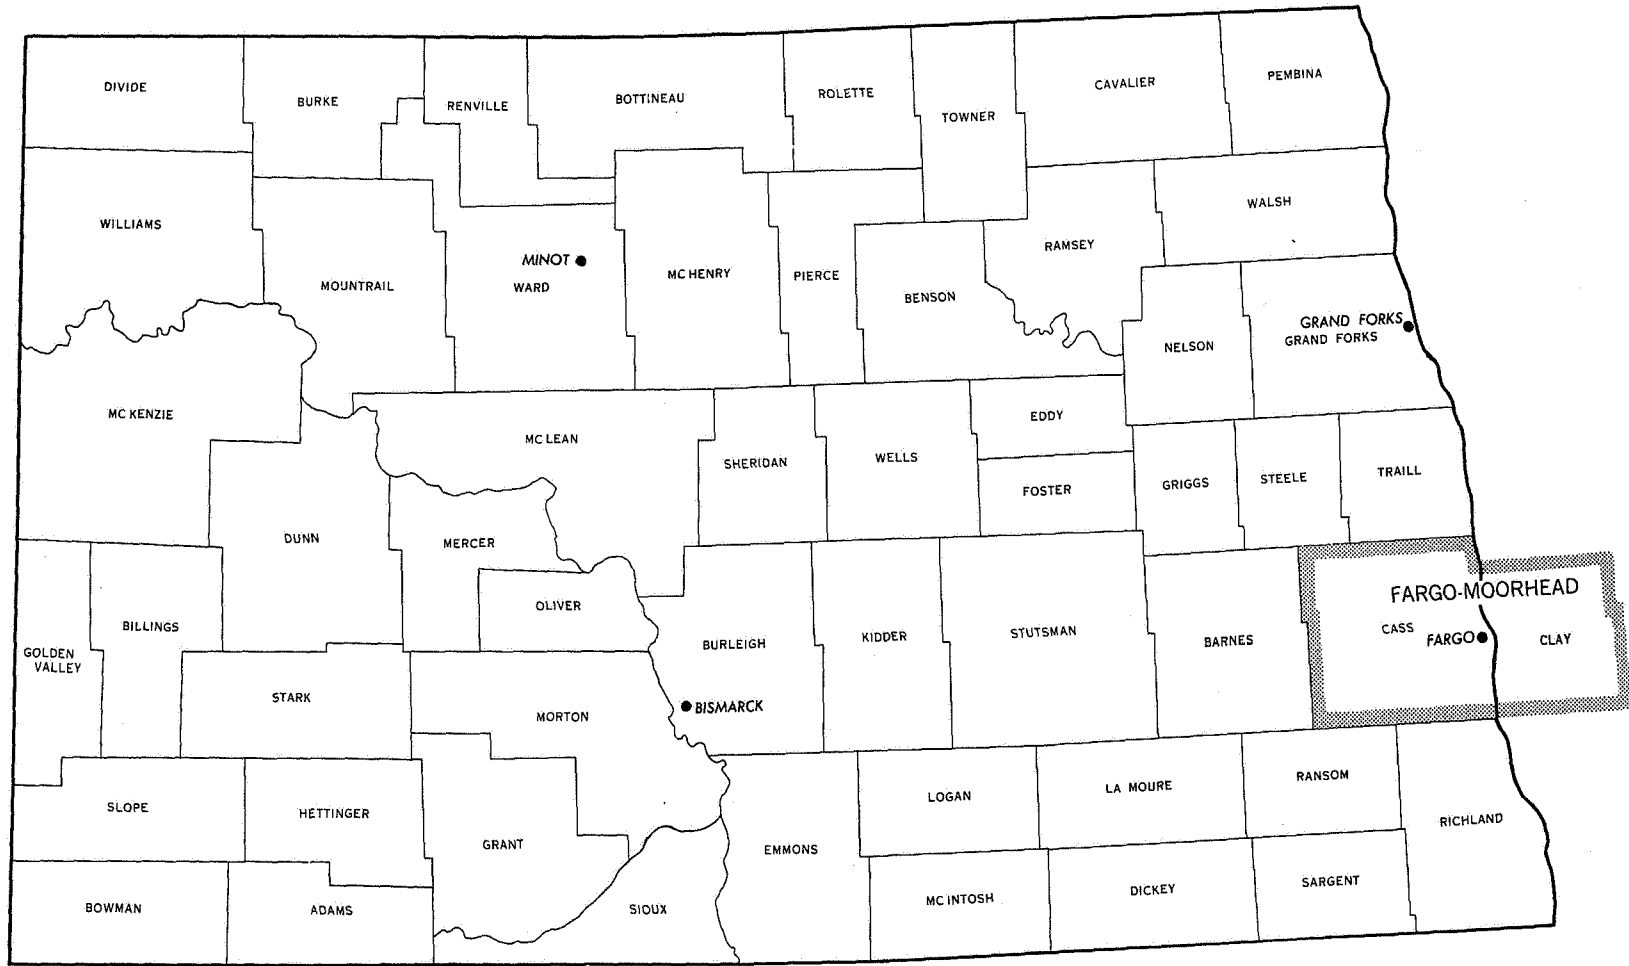 DIVIDE
BURKE
RENVILLE
BOTTINEAU
ROLETTE
TOWNER
CAVALIER
PEMBINA
WILLIAMS
MOUNTRAIL
MINOT
WARD
MC HENRY
PIERCE
BENSON
RAMSEY
WALSH
NELSON
GRAND FORKS
GRAND FORKS
MC KENZIE
DUNN
MC LEAN
MERCER
OLIVER
SHERIDAN
WELLS
EDDY
FOSTER
GRIGGS
STEELE
TRAILL
GOLDEN
VALLEY
BILLINGS
STARK
MORTON
BURLEIGH
BISMARCK
KIDDER
STUTSMAN
BARNES
FARGO-MOORHEAD
CASS
FARGO
CLAY
SLOPE
HETTINGER
GRANT
EMMONS
LOGAN
LA MOURE
RANSOM
RICHLAND
BOWMAN
ADAMS
SIOUX
MC INTOSH
DICKEY
SARGENT